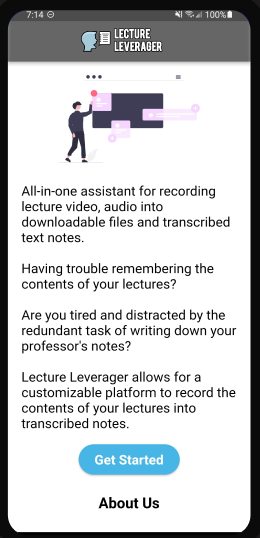 7:14
100%
LECTURE
LEVERAGER
All-in-one assistant for recording
lecture video, audio into
downloadable files and transcribed
text notes.
Having trouble remembering the
contents of your lectures?
Are you tired and distracted by the
redundant task of writing down your
professor's notes?
Lecture Leverager allows for a
customizable platform to record the
contents of your lectures into
transcribed notes.
Get Started
About Us